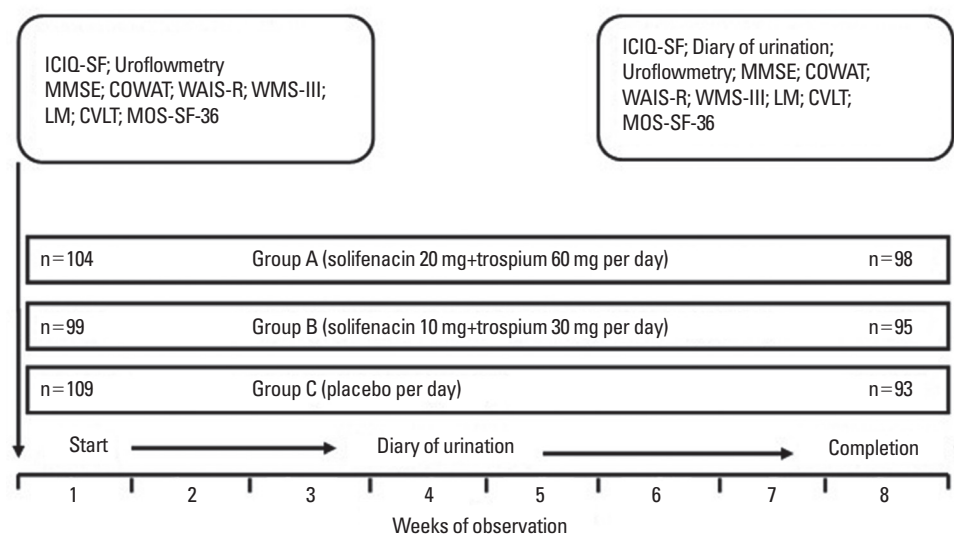 ICIQ-SF; Uroflowmetry
MMSE; COWAT; WAIS-R; WMS-III;
LM; CVLT; MOS-SF-36
ICIQ-SF; Diary of urination;
Uroflowmetry; MMSE; COWAT;
WAIS-R; WMS-III; LM; CVLT;
MOS-SF-36
n=104 Group A (solifenacin 20 mg+trospium 60 mg per day) n=98
n=99 Group B (solifenacin 10 mg+trospium 30 mg per day) n=95
n=109 Group C (placebo per day) n=93
Start Diary of urination Completion
1 2 3 4 5 6 7 8
Weeks of observation